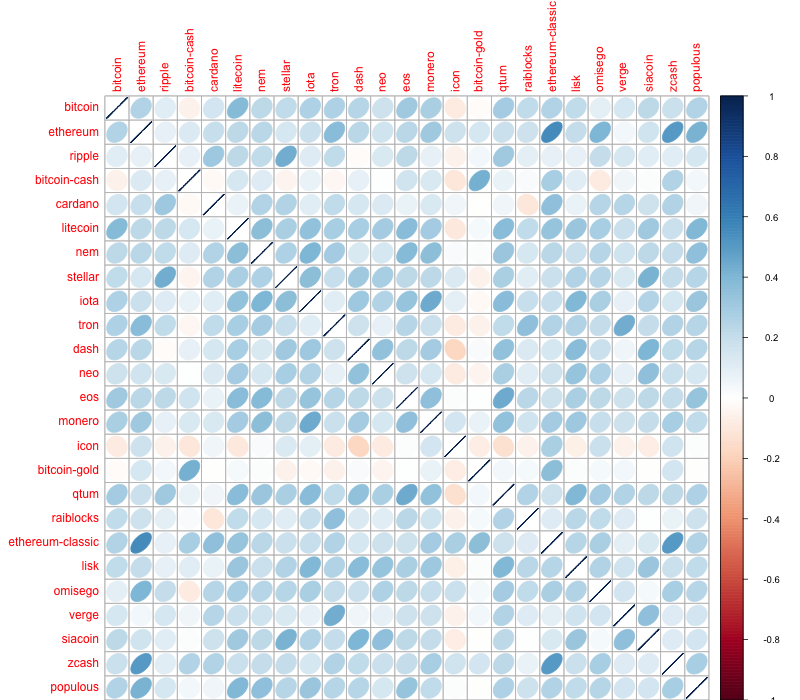 bitcoin
ethereum
ripple
bitcoin-cash
cardano
litecoin
nem
stellar
iota
tron
dash
neo
eos
monero
icon
bitcoin-gold
qtum
raiblocks
ethereum-classic
lisk
omisego
verge
siacoin
zcash
populous
bitcoin
ethereum
ripple
bitcoin-cash
cardano
litecoin
nem
stellar
iota
tron
dash
neo
eos
monero
icon
bitcoin-gold
qtum
raiblocks
ethereum-classic
lisk
omisego
verge
siacoin
zcash
populous
1
0.8
0.6
0.4
0.2
0
-0.2
-0.4
-0.6
-0.8
-1